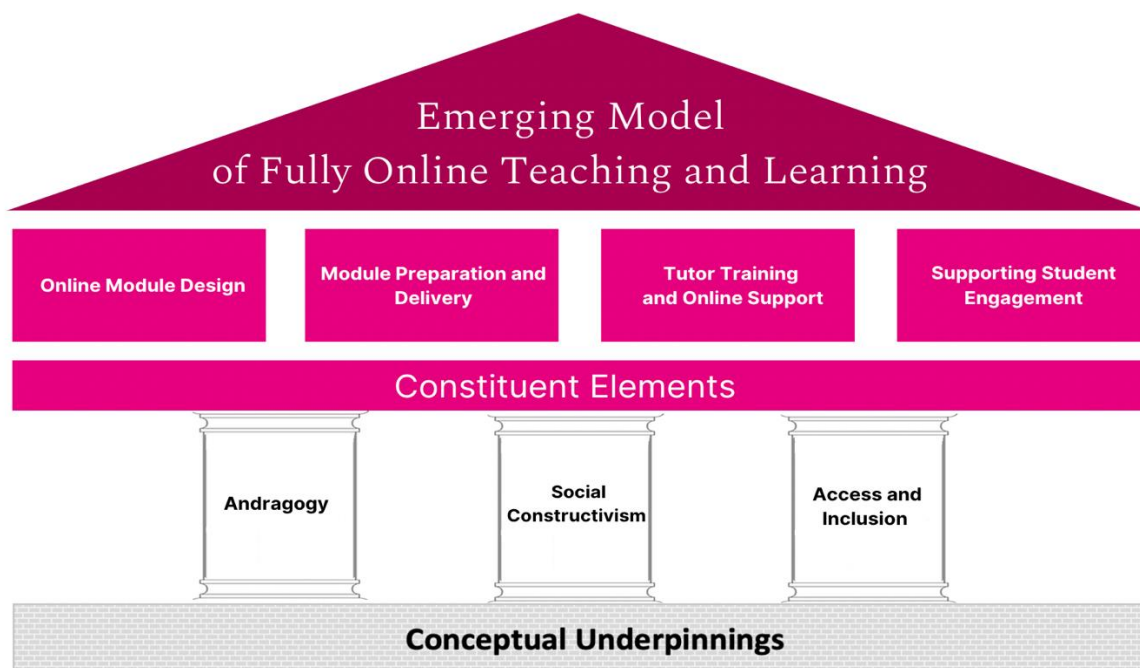 Emerging Model
of Fully Online Teaching and Learning
Online Module Design
Module Preparation and
Delivery
Tutor Training
and Online Support
Supporting Student
Engagement
Constituent Elements
Andragogy
Social
Constructivism
Access and
Inclusion
Conceptual Underpinnings